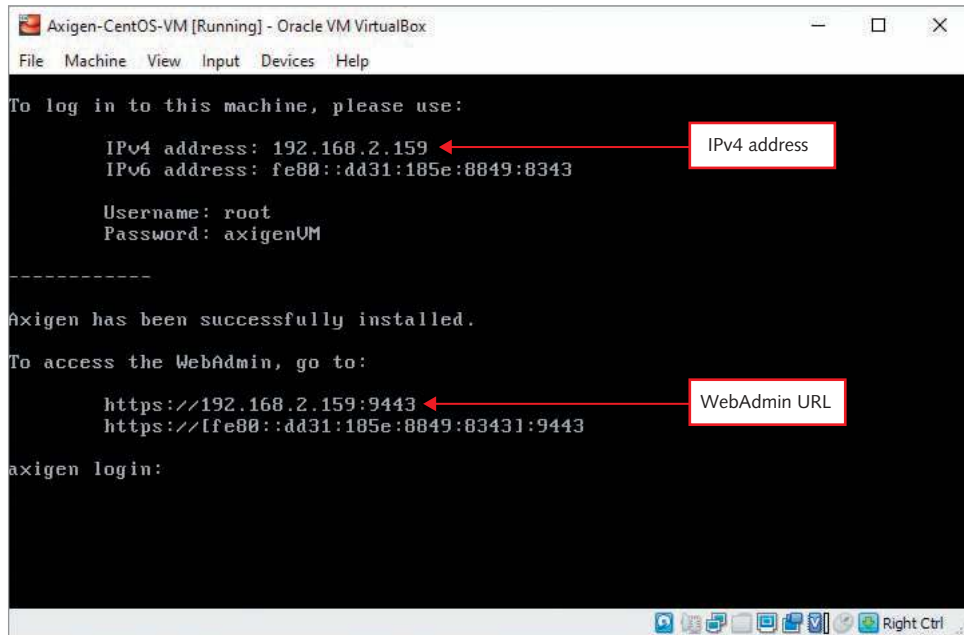 Axigen-CentOS-VM [Running] - Oracle VM VirtualBox
File Machine View Input Devices Help
To log in to this machine, please use:
IPv4 address: 192.168.2.159
IPv4 address
IPv6 address: fe80::dd31:185e:8849:8343
Username: root
Password: axigenVM
------------
Axigen has been successfully installed.
To access the WebAdmin, go to:
https://192.168.2.159:9443
WebAdmin URL
https://[fe80::dd31:185e:8849:8343]:9443
axigen login:
Right Ctrl